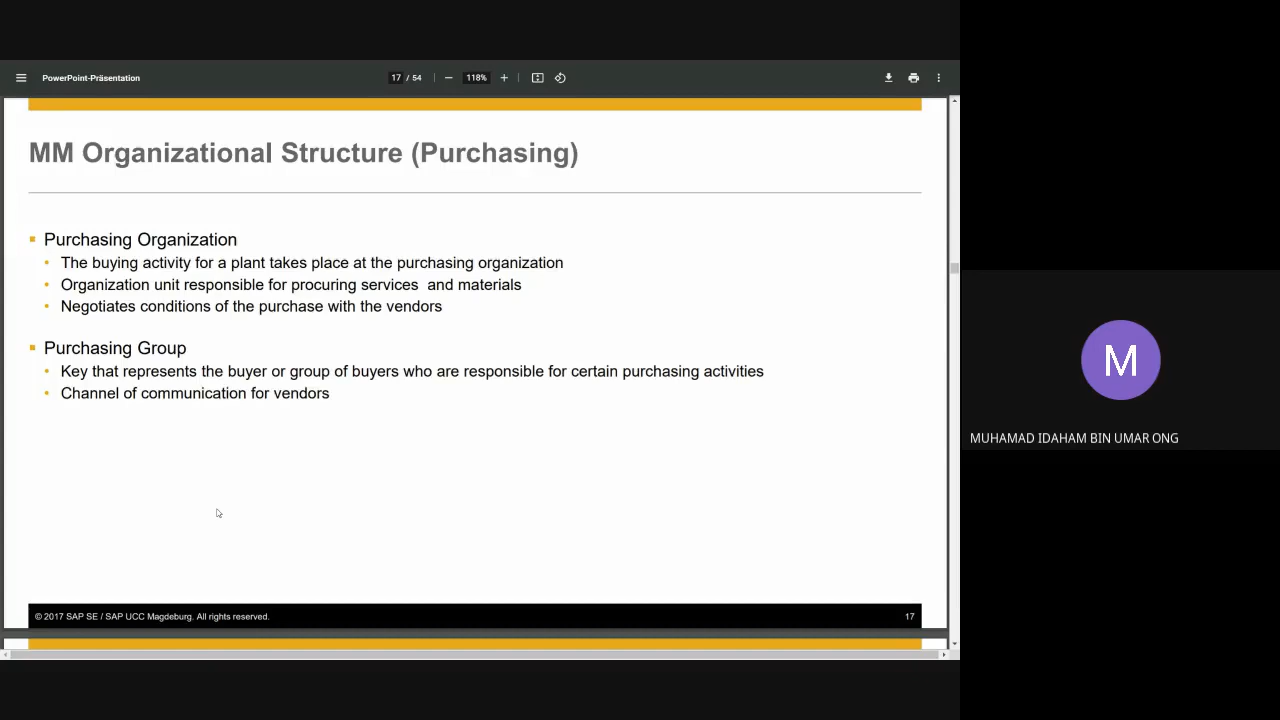 PowerPoint-Präsentation
17 / 54
118%
MM Organizational Structure (Purchasing)
Purchasing Organization
The buying activity for a plant takes place at the purchasing organization
Organization unit responsible for procuring services  and materials
Negotiates conditions of the purchase with the vendors
Purchasing Group
Key that represents the buyer or group of buyers who are responsible for certain purchasing activities
Channel of communication for vendors
© 2017 SAP SE / SAP UCC Magdeburg. All rights reserved.
17
M
MUHAMAD IDAHAM BIN UMAR ONG